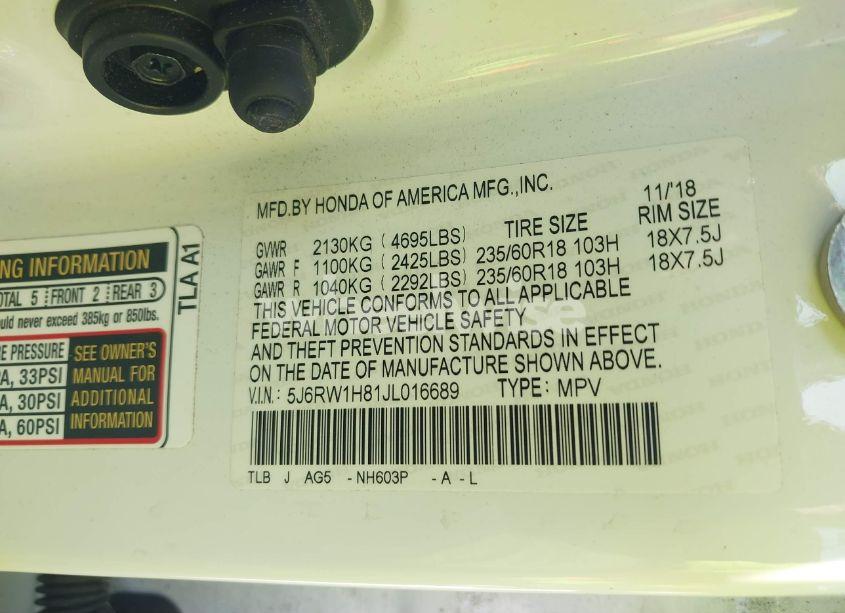 MFD.BY HONDA OF AMERICA MFG.,INC. 11/'18
TIRE SIZE RIM SIZE
GVWR 2130KG ( 4695LBS)
GAWR F 1100KG ( 2425LBS) 235/60R18 103H 18X7.5J
GAWR R 1040KG ( 2292LBS) 235/60R18 103H 18X7.5J
THIS VEHICLE CONFORMS TO ALL APPLICABLE
FEDERAL MOTOR VEHICLE SAFETY
AND THEFT PREVENTION STANDARDS IN EFFECT
ON THE DATE OF MANUFACTURE SHOWN ABOVE.
V.I.N.: 5J6RW1H81JL016689 TYPE: MPV
TLB J AG5 -NH603P -A -L
NG INFORMATION
OTAL 5 FRONT 2 REAR 3
ould never exceed 385kg or 850lbs.
RE PRESSURE SEE OWNER'S
PA, 33PSI MANUAL FOR
A, 30PSI ADDITIONAL
A, 60PSI INFORMATION
TLA A1